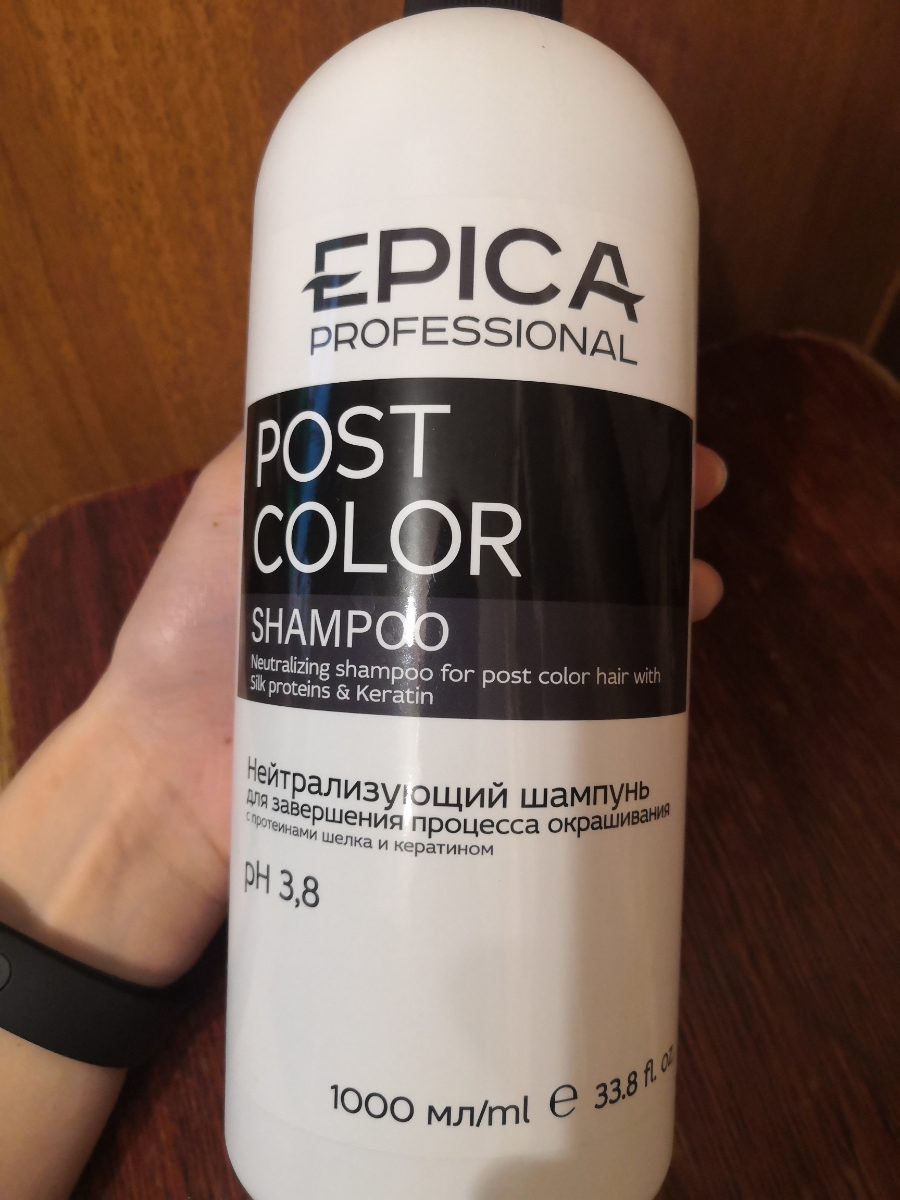 EPICA
PROFESSIONAL
POST
COLOR
SHAMPOO
Neutralizing shampoo for post color hair with
Silk proteins & Keratin
Нейтрализующий шампунь
для завершения процесса окрашивания
с протеинами шелка и кератином
pH 3,8
1000 мл/ml e 33.8 fl. oz.